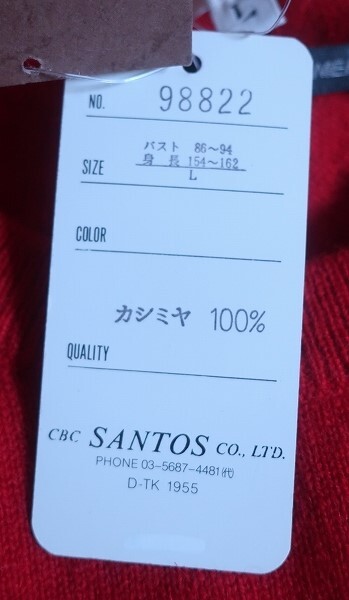 NO. 98822
バスト 86〜94
身長 154〜162
SIZE L
COLOR
カシミヤ 100%
QUALITY
CBC SANTOS CO., LTD.
PHONE 03-5687-4481(代)
D-TK 1955
L